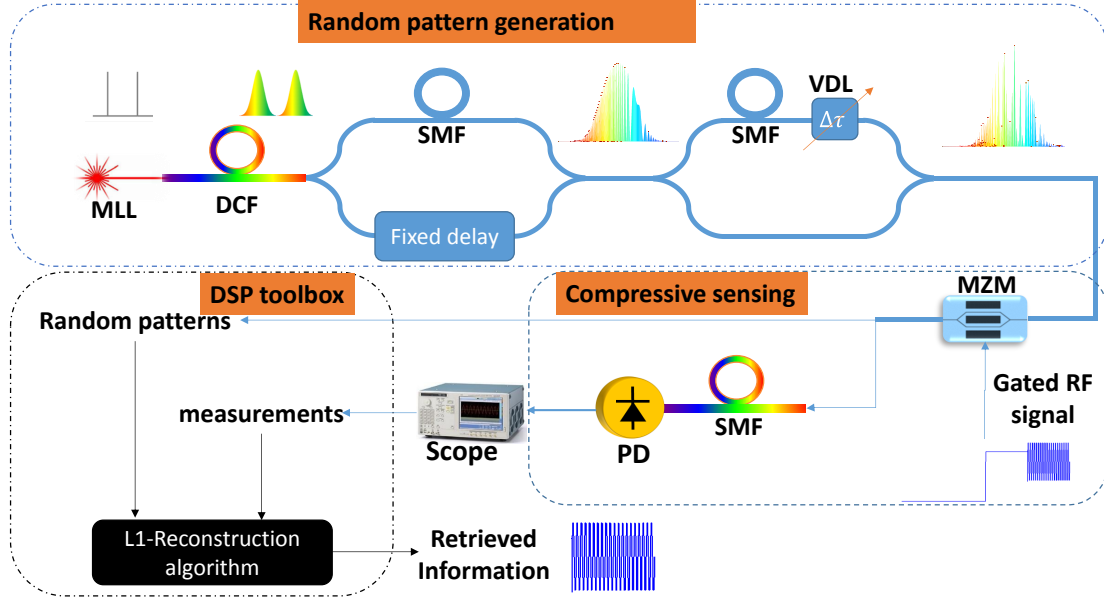 Random pattern generation
VDL
SMF
SMF
Δτ
MLL
DCF
Fixed delay
DSP toolbox
Compressive sensing
MZM
Random patterns
Gated RF
signal
measurements
Scope
PD
SMF
L1-Reconstruction
algorithm
Retrieved
Information